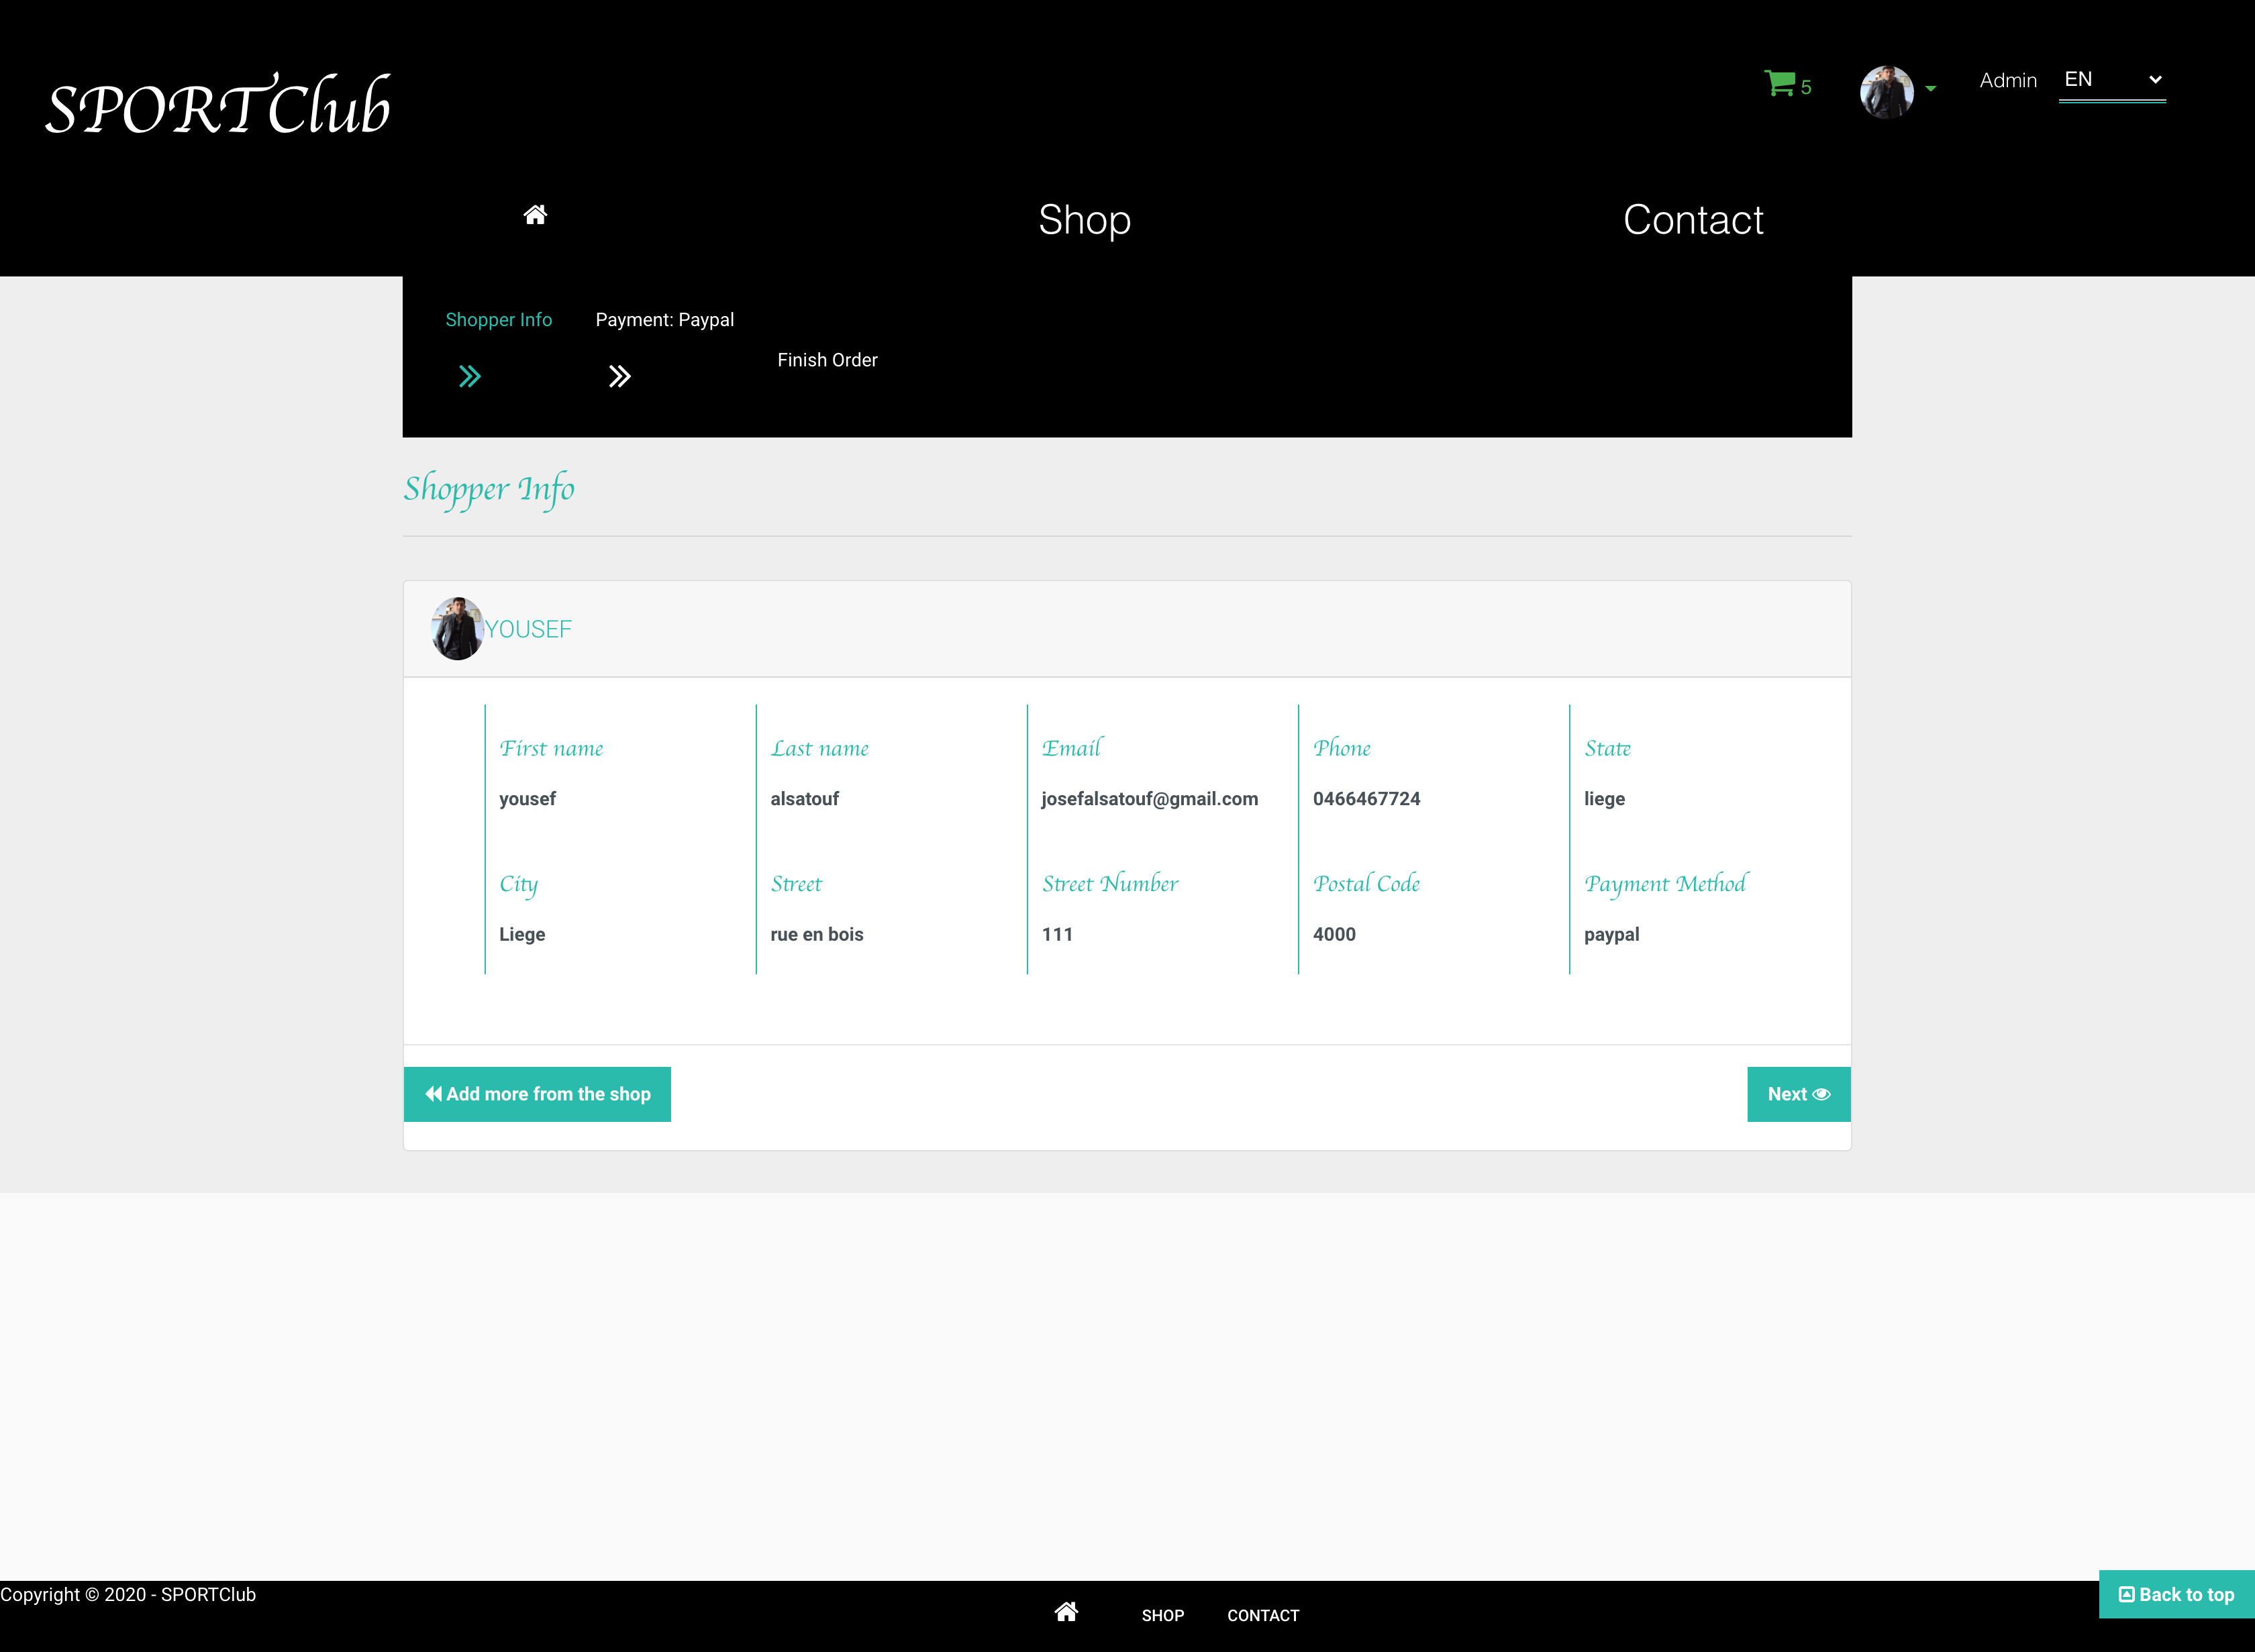 SPORTClub
5
Admin
EN
Shop
Contact
Shopper Info
Payment: Paypal
Finish Order
Shopper Info
YOUSEF
First name
Last name
Email
Phone
State
yousef
alsatouf
josefalsatouf@gmail.com
0466467724
liege
City
Street
Street Number
Postal Code
Payment Method
Liege
rue en bois
111
4000
paypal
Add more from the shop
Next
Copyright © 2020 - SPORTClub
SHOP
CONTACT
Back to top